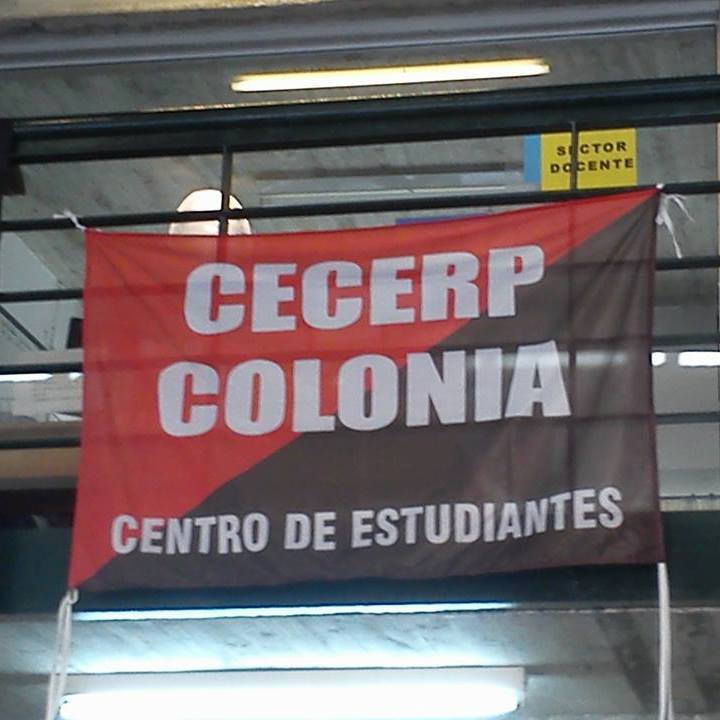 SECTOR
DOCENTE
CECERP
COLONIA
CENTRO DE ESTUDIANTES